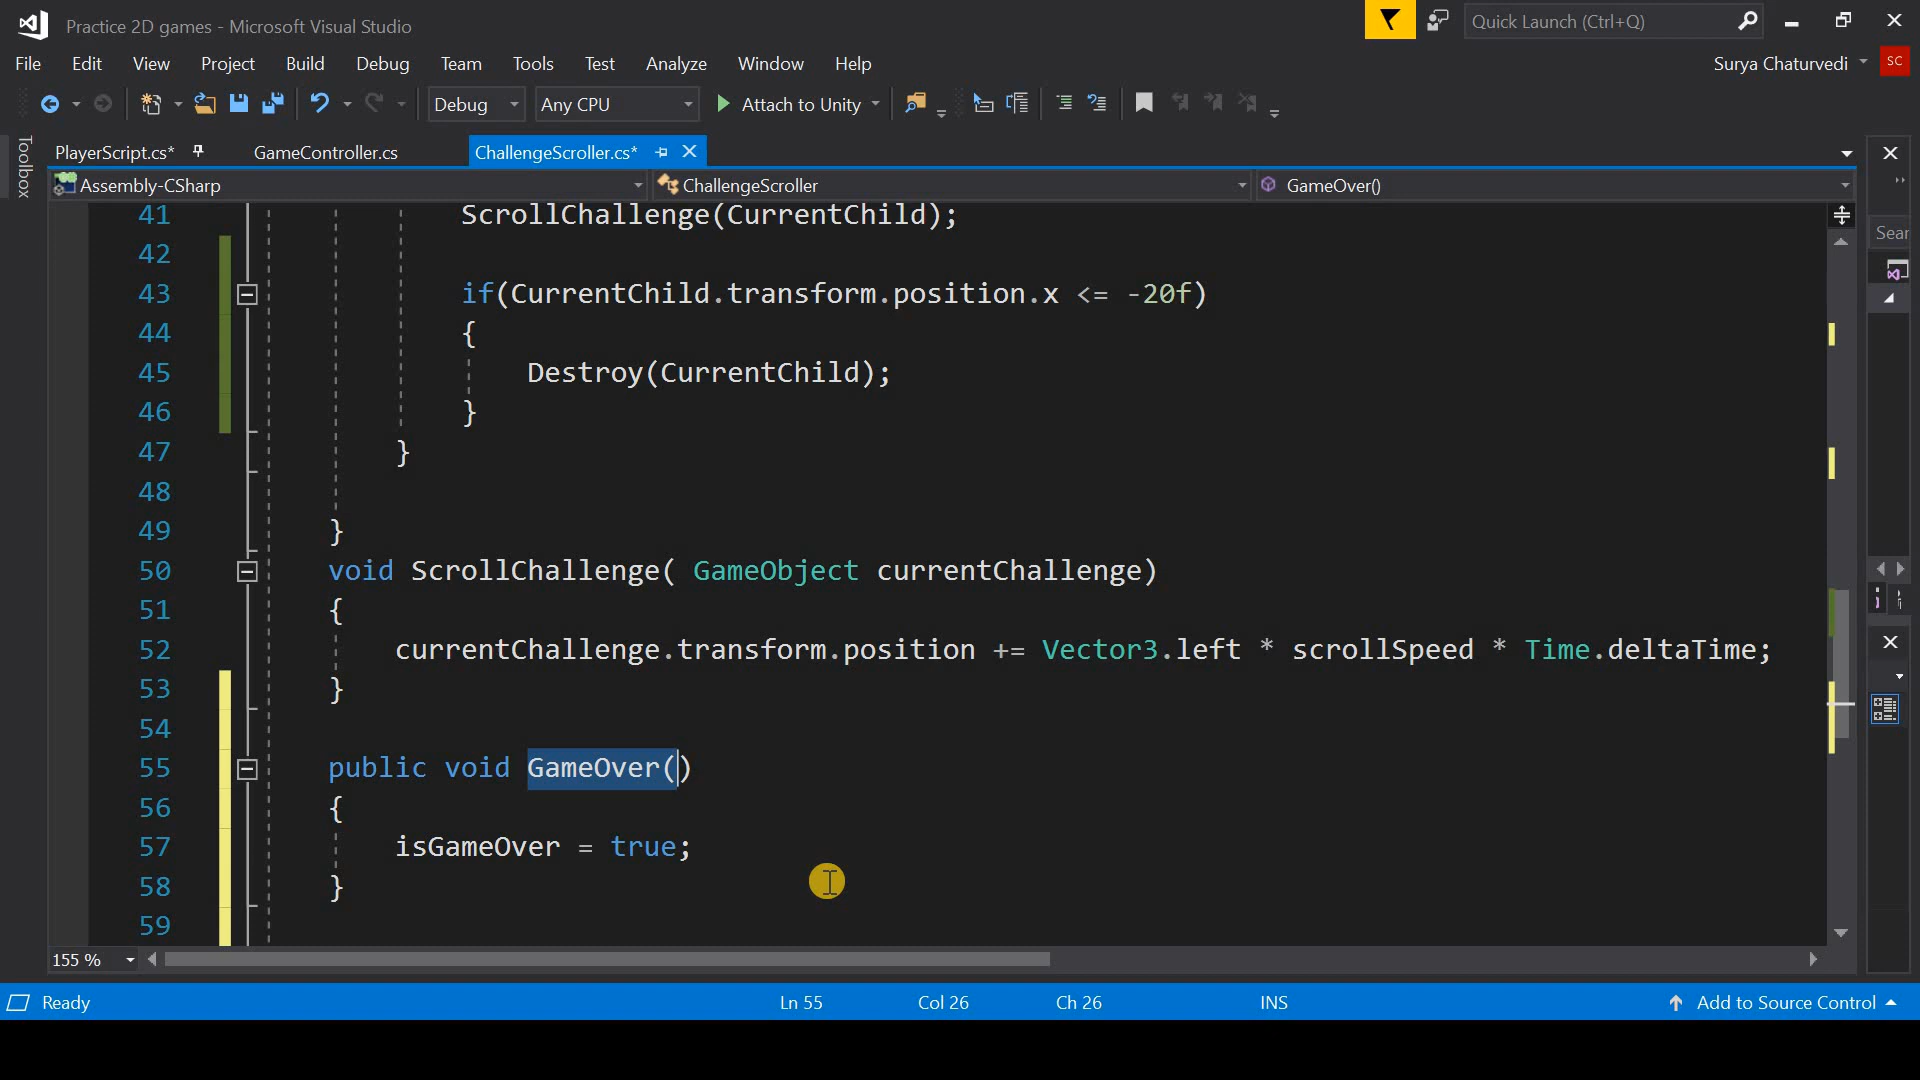 Practice 2D games - Microsoft Visual Studio
Quick Launch (Ctrl+Q)
File Edit View Project Build Debug Team Tools Test Analyze Window Help
Surya Chaturvedi SC
Debug Any CPU Attach to Unity
Toolbox
PlayerScript.cs* GameController.cs ChallengeScroller.cs*
Assembly-CSharp ChallengeScroller GameOver()
Sear
41 ScrollChallenge(CurrentChild);
42
43 if(CurrentChild.transform.position.x <= -20f)
44 {
45 Destroy(CurrentChild);
46 }
47 }
48
49 }
50 void ScrollChallenge( GameObject currentChallenge)
51 {
52 currentChallenge.transform.position += Vector3.left * scrollSpeed * Time.deltaTime;
53 }
54
55 public void GameOver()
56 {
57 isGameOver = true;
58 }
59
155 %
Ready Ln 55 Col 26 Ch 26 INS Add to Source Control